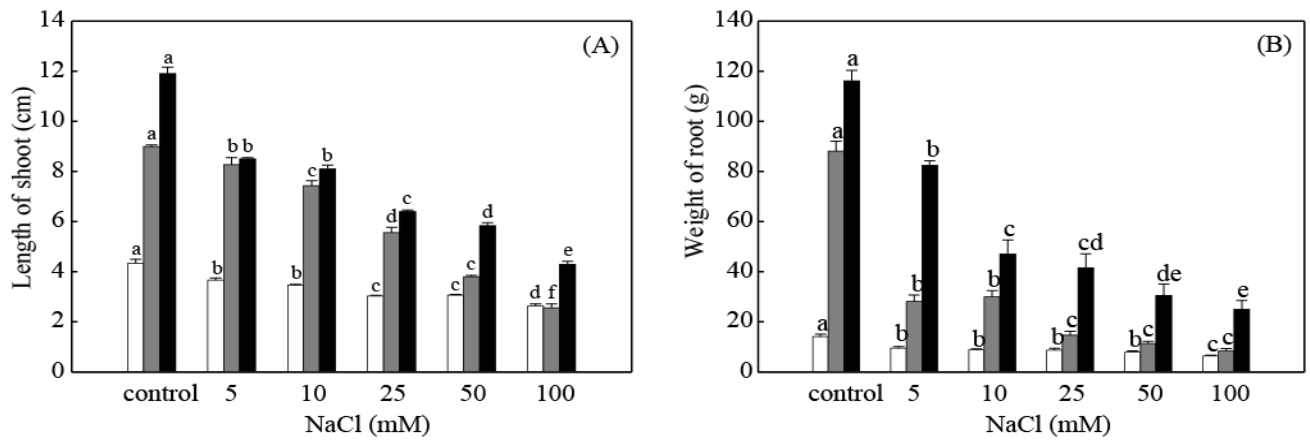 (A)
Length of shoot (cm)
14
12
10
8
6
4
2
0
a a a
b b b
b c b
c d c
c c d
d f e
control 5 10 25 50 100
NaCl (mM)
(B)
Weight of root (g)
140
120
100
80
60
40
20
0
a a a
b b b
b b c
b c cd
b c de
c c e
control 5 10 25 50 100
NaCl (mM)